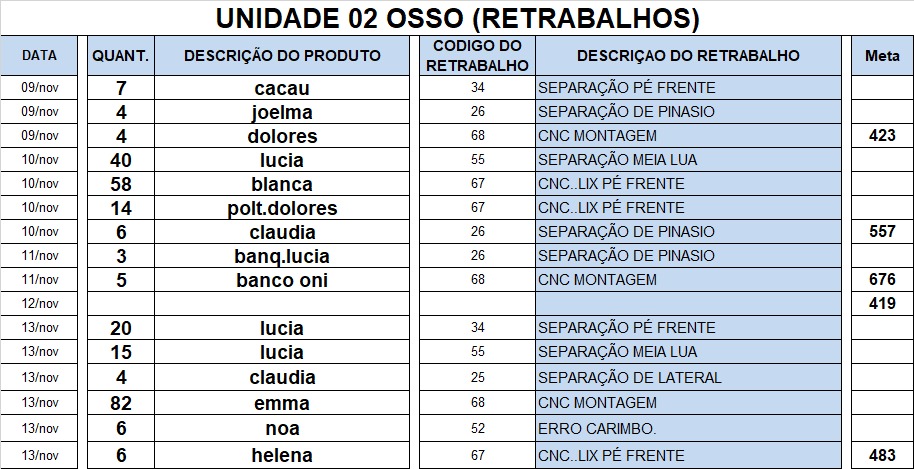 UNIDADE 02 OSSO (RETRABALHOS)
DATA QUANT. DESCRIÇÃO DO PRODUTO CODIGO DO RETRABALHO DESCRIÇAO DO RETRABALHO Meta
09/nov 7 cacau 34 SEPARAÇÃO PÉ FRENTE
09/nov 4 joelma 26 SEPARAÇÃO DE PINASIO
09/nov 4 dolores 68 CNC MONTAGEM 423
10/nov 40 lucia 55 SEPARAÇÃO MEIA LUA
10/nov 58 blanca 67 CNC..LIX PÉ FRENTE
10/nov 14 polt.dolores 67 CNC..LIX PÉ FRENTE
10/nov 6 claudia 26 SEPARAÇÃO DE PINASIO 557
11/nov 3 banq.lucia 26 SEPARAÇÃO DE PINASIO
11/nov 5 banco oni 68 CNC MONTAGEM 676
12/nov 419
13/nov 20 lucia 34 SEPARAÇÃO PÉ FRENTE
13/nov 15 lucia 55 SEPARAÇÃO MEIA LUA
13/nov 4 claudia 25 SEPARAÇÃO DE LATERAL
13/nov 82 emma 68 CNC MONTAGEM
13/nov 6 noa 52 ERRO CARIMBO.
13/nov 6 helena 67 CNC..LIX PÉ FRENTE 483